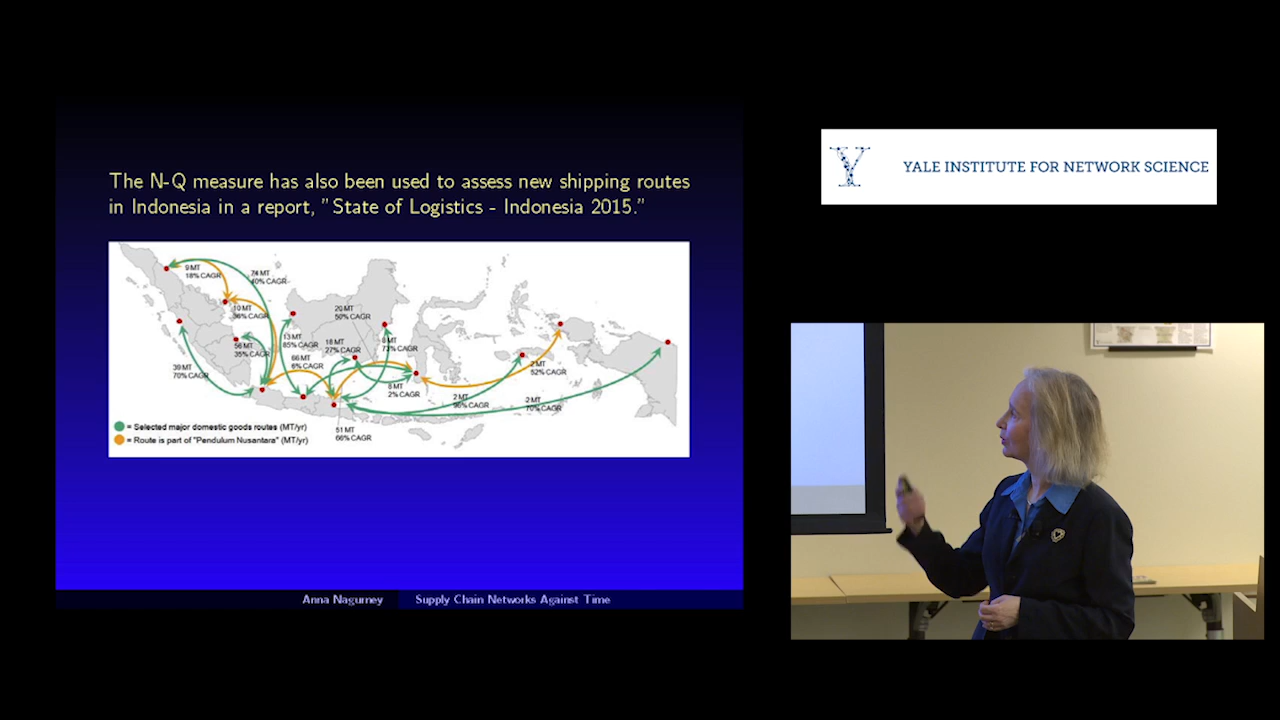 The N-Q measure has also been used to assess new shipping routes
in Indonesia in a report, "State of Logistics - Indonesia 2015."
9 MT
18% CAGR
74 MT
40% CAGR
10 MT
36% CAGR
20 MT
50% CAGR
56 MT
35% CAGR
13 MT
85% CAGR
18 MT
27% CAGR
73% CAGR
66 MT
6% CAGR
39 MT
70% CAGR
8 MT
2% CAGR
2 MT
52% CAGR
2 MT
96% CAGR
2 MT
70% CAGR
51 MT
66% CAGR
= Selected major domestic goods routes (MT/yr)
= Route is part of "Pendulum Nusantara" (MT/yr)
Anna Nagurney
Supply Chain Networks Against Time
YALE INSTITUTE FOR NETWORK SCIENCE